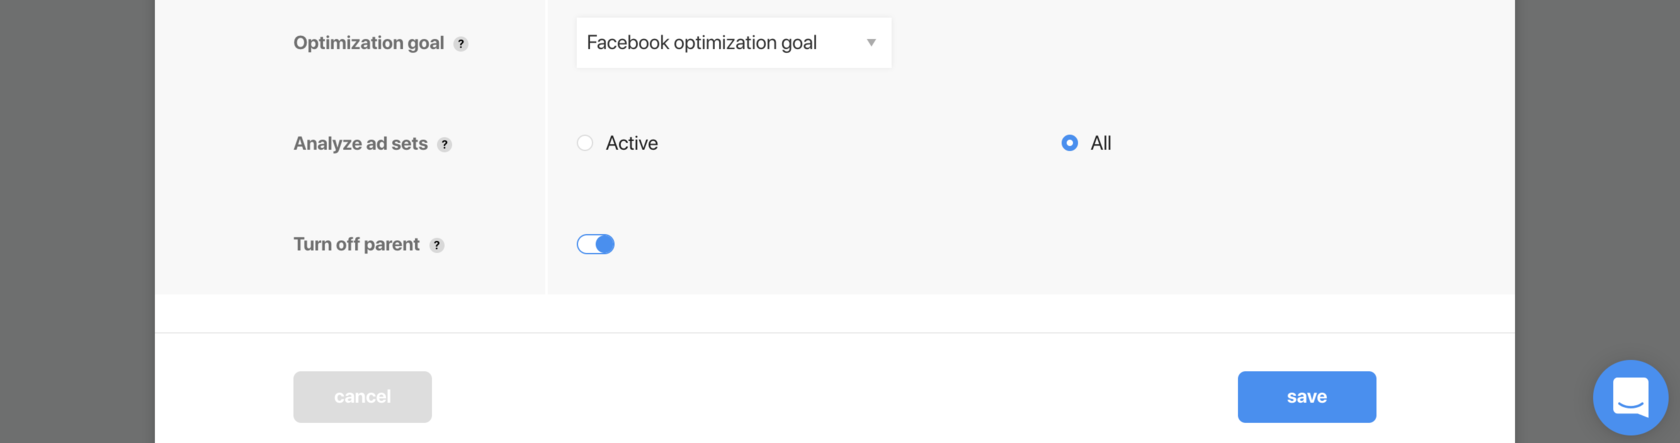 Optimization goal ?
Facebook optimization goal
Analyze ad sets ?
Active
All
Turn off parent ?
cancel
save